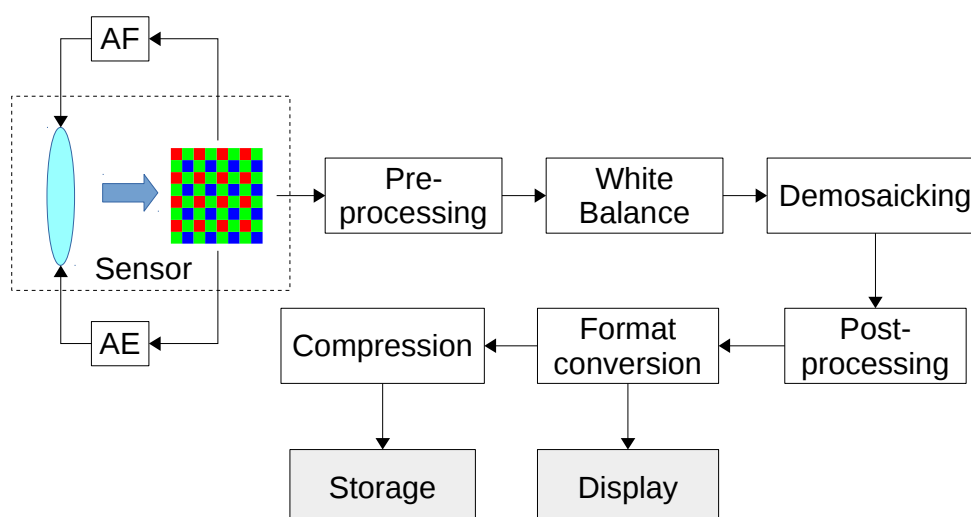 AF
Sensor
AE
Pre-
processing
White
Balance
Demosaicking
Post-
processing
Format
conversion
Compression
Storage
Display